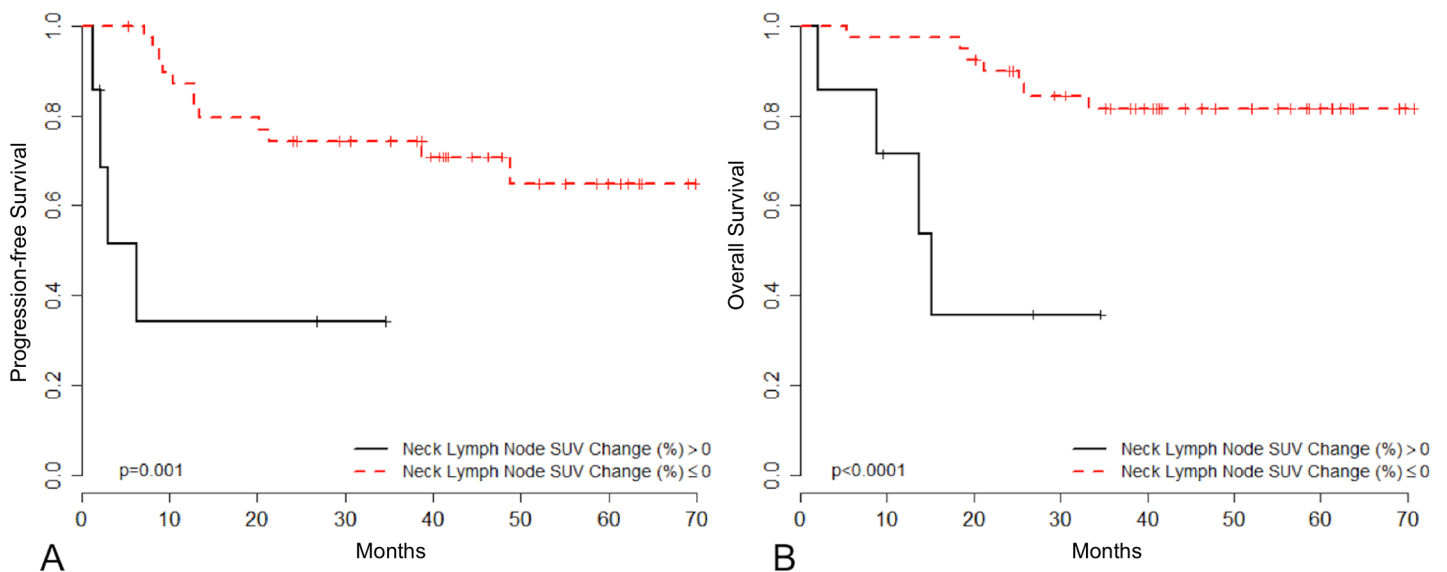 Progression-free Survival
1.0
0.8
0.6
0.4
0.2
0.0
p=0.001
Neck Lymph Node SUV Change (%) > 0
Neck Lymph Node SUV Change (%) ≤ 0
0 10 20 30 40 50 60 70
Months
A
Overall Survival
1.0
0.8
0.6
0.4
0.2
0.0
p<0.0001
Neck Lymph Node SUV Change (%) > 0
Neck Lymph Node SUV Change (%) ≤ 0
0 10 20 30 40 50 60 70
Months
B